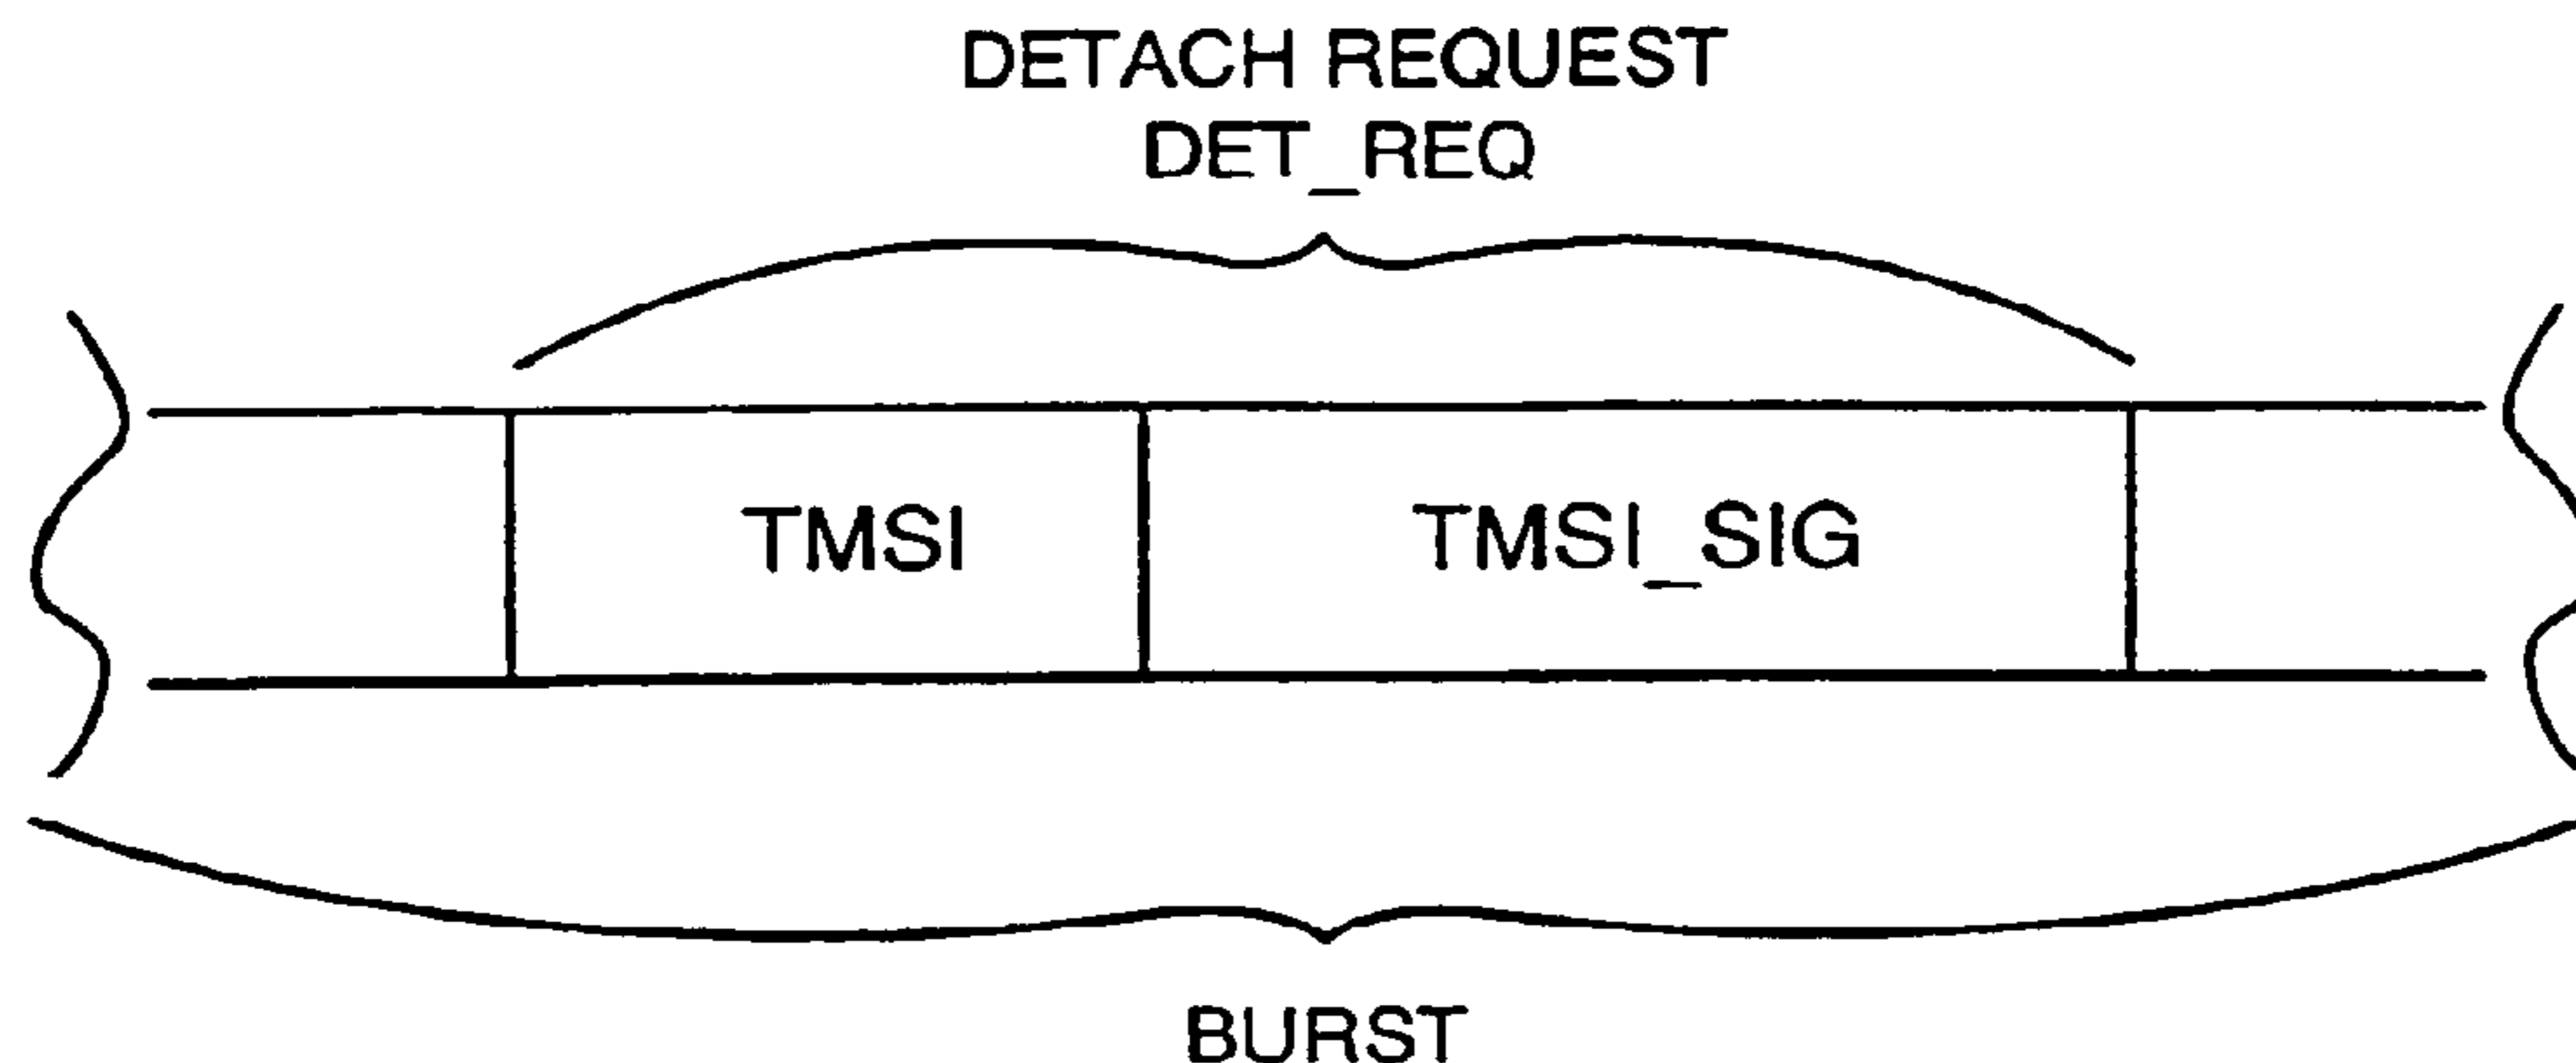 DETACH REQUEST
DET_REQ
TMSI
TMSI_SIG
BURST